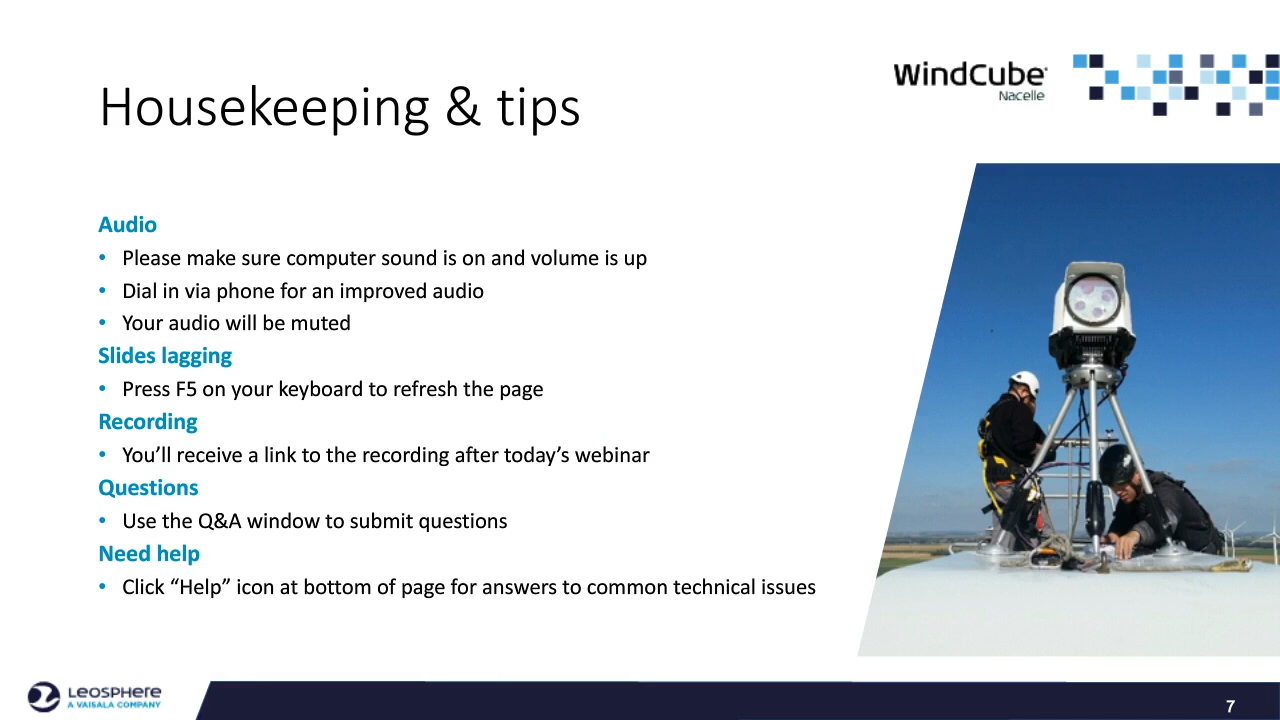 WindCube
Nacelle
Housekeeping & tips
Audio
• Please make sure computer sound is on and volume is up
• Dial in via phone for an improved audio
• Your audio will be muted
Slides lagging
• Press F5 on your keyboard to refresh the page
Recording
• You’ll receive a link to the recording after today’s webinar
Questions
• Use the Q&A window to submit questions
Need help
• Click “Help” icon at bottom of page for answers to common technical issues
LEOSPHERE
A VAISALA COMPANY
7